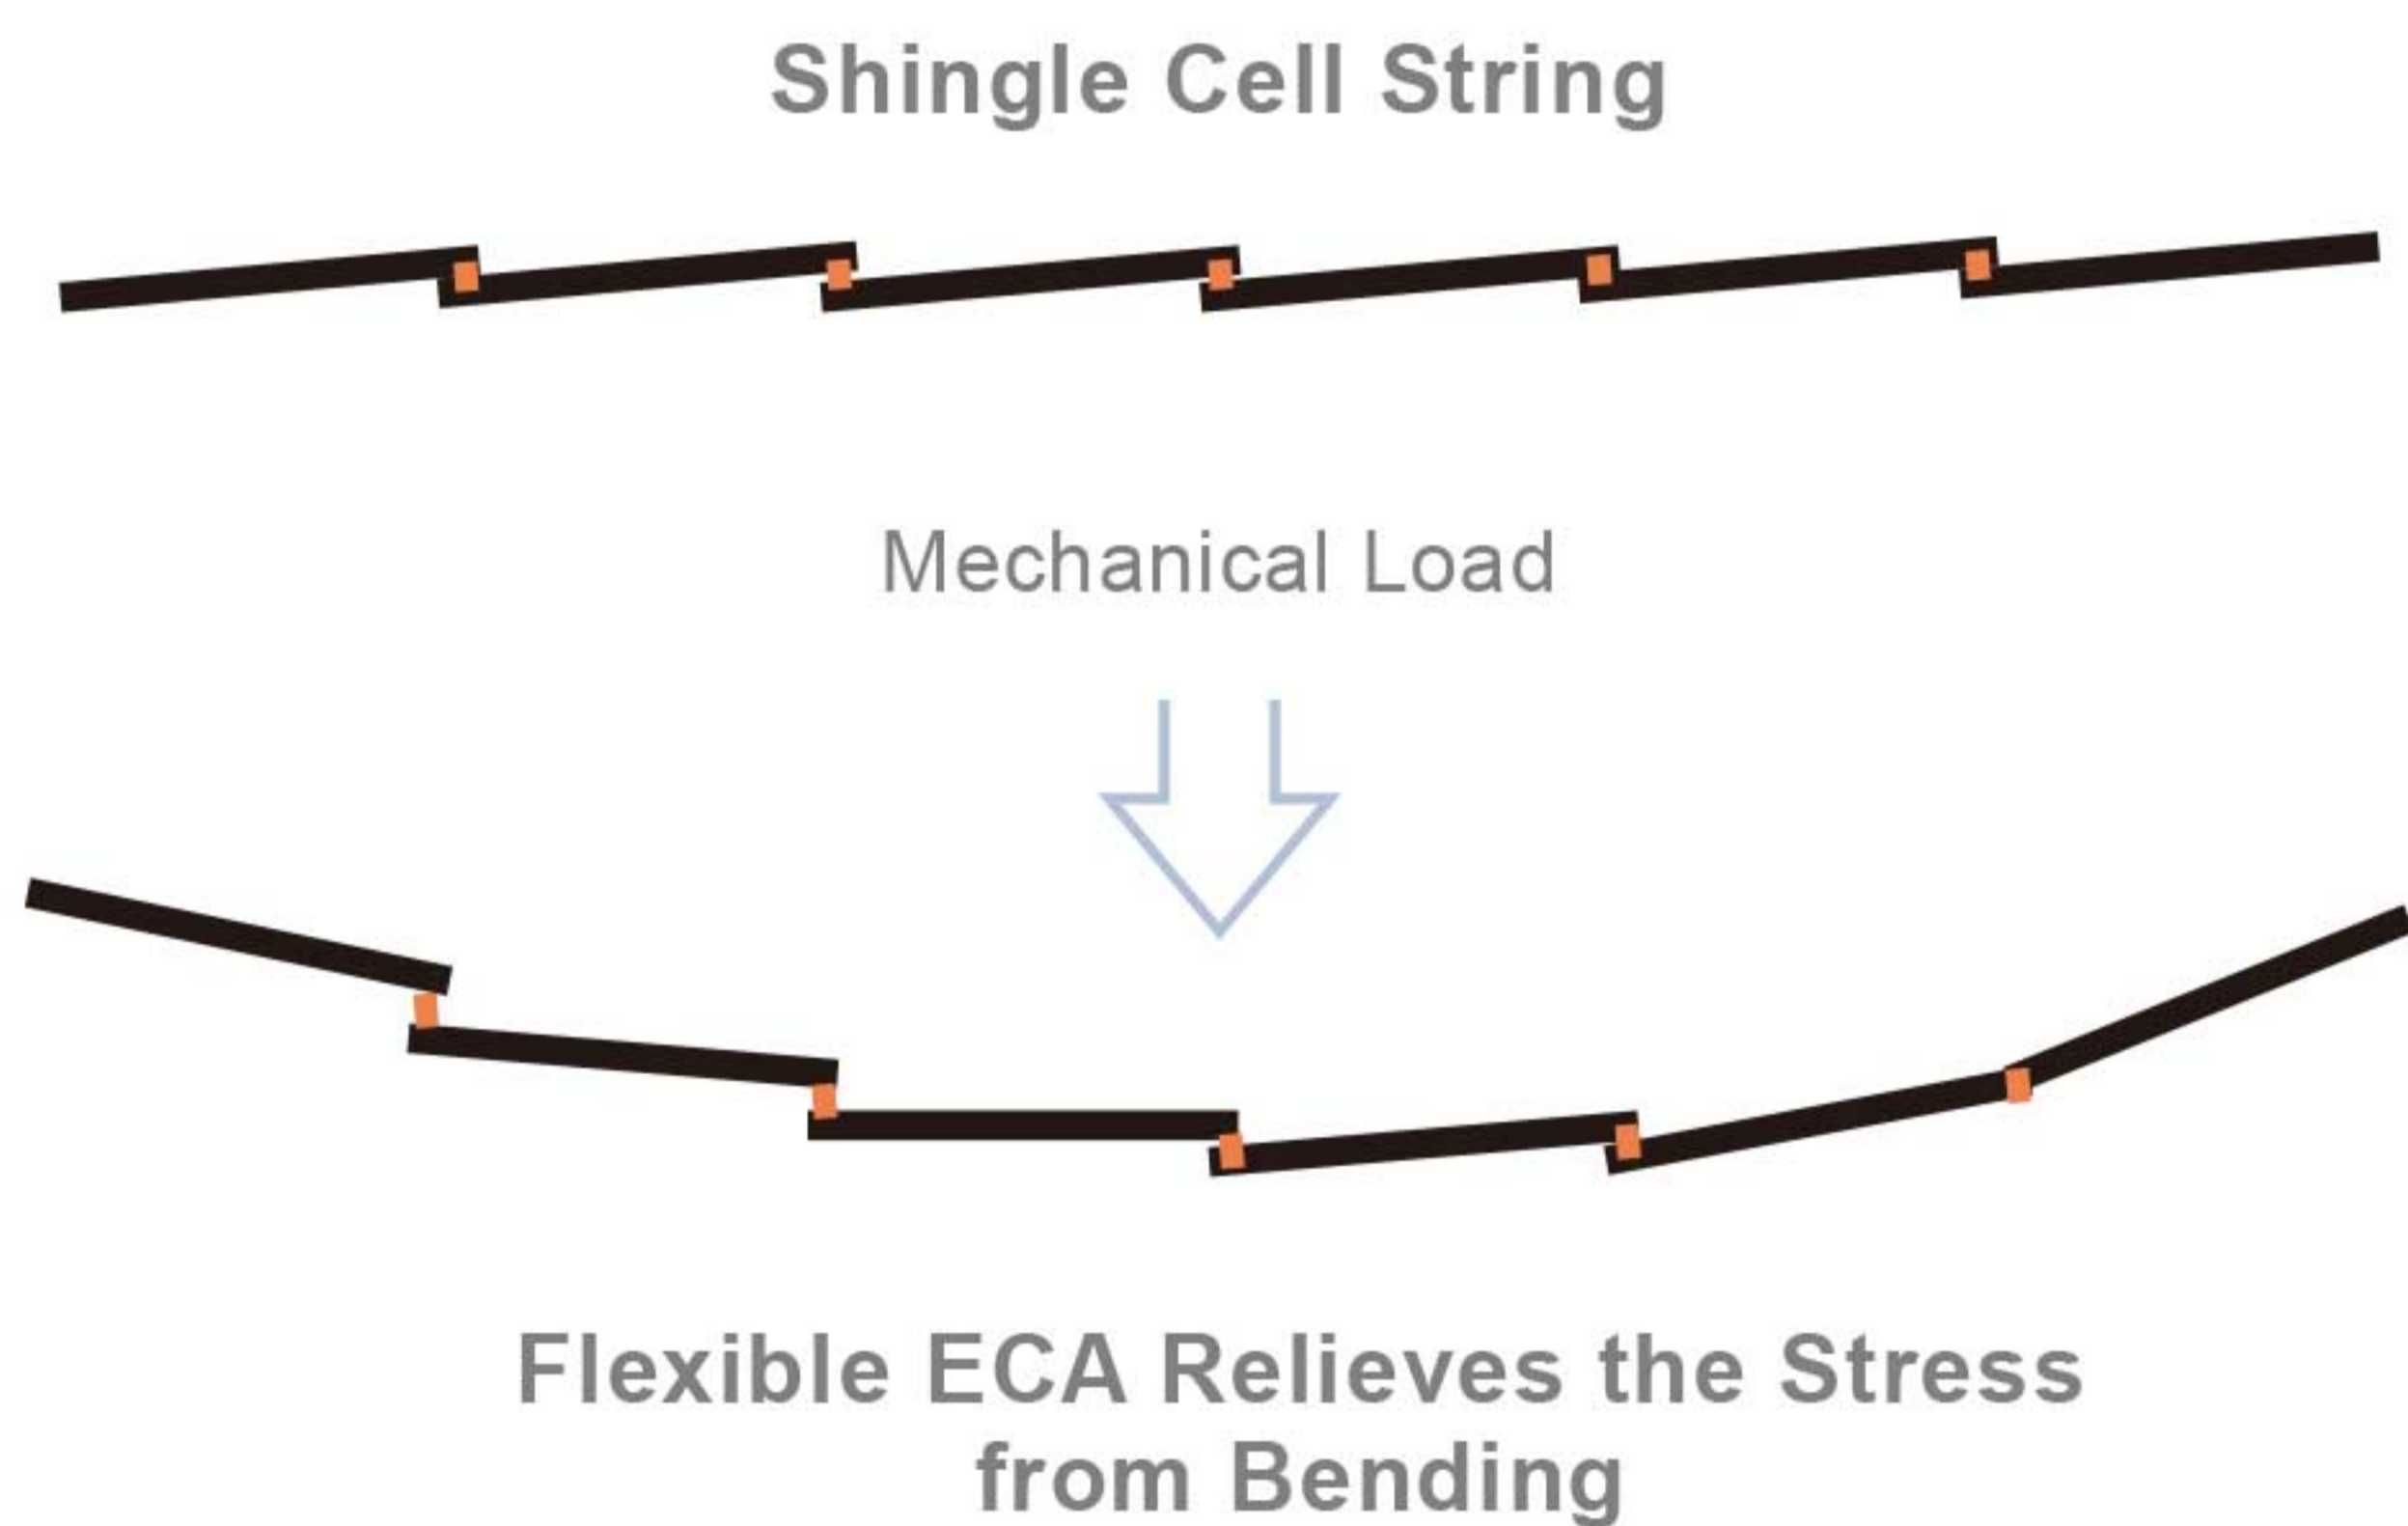 Shingle Cell String
Mechanical Load
Flexible ECA Relieves the Stress
from Bending